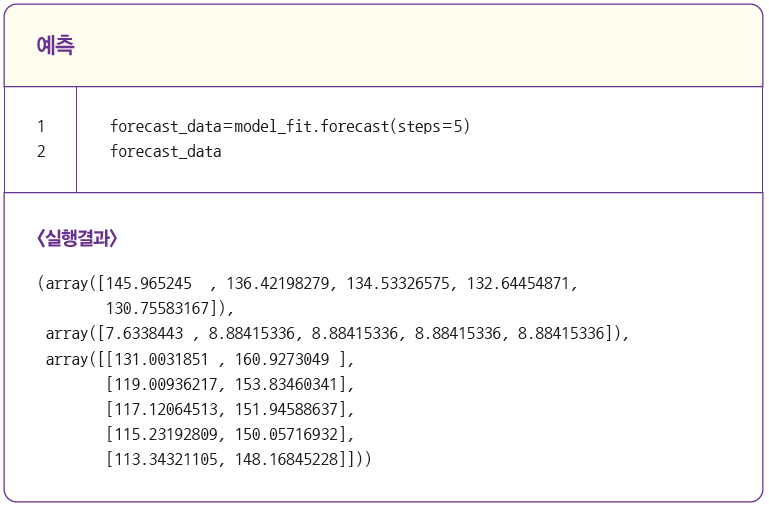 예측
1 forecast_data=model_fit.forecast(steps=5)
2 forecast_data
<실행결과>
(array([145.965245  , 136.42198279, 134.53326575, 132.64454871,
        130.75583167]),
 array([7.6338443 , 8.88415336, 8.88415336, 8.88415336, 8.88415336]),
 array([[131.0031851 , 160.9273049 ],
        [119.00936217, 153.83460341],
        [117.12064513, 151.94588637],
        [115.23192809, 150.05716932],
        [113.34321105, 148.16845228]]))